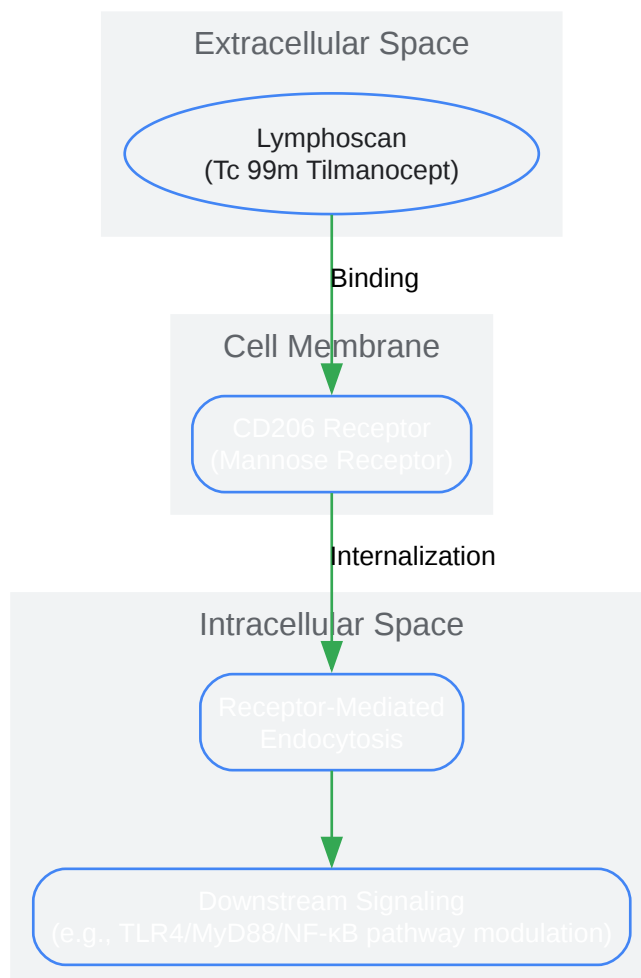 Extracellular Space
Lymphoscan
(Tc 99m Tilmanocept)
Binding
Cell Membrane
CD206 Receptor
(Mannose Receptor)
Internalization
Intracellular Space
Receptor-Mediated
Endocytosis
Downstream Signaling
(e.g., TLR4/MyD88/NF-κB pathway modulation)